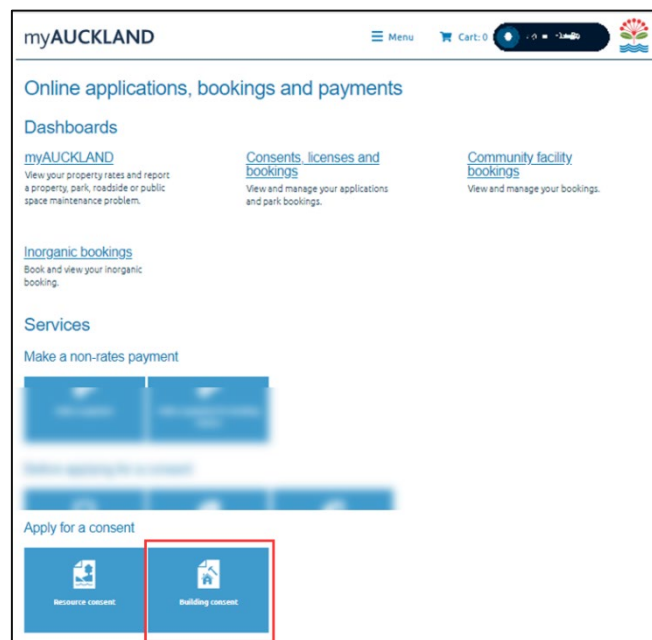 myAUCKLAND
Menu
Cart: 0
Online applications, bookings and payments
Dashboards
myAUCKLAND
View your property rates and report
a property, park, roadside or public
space maintenance problem.
Consents, licenses and
bookings
View and manage your applications
and park bookings.
Community facility
bookings
View and manage your bookings.
Inorganic bookings
Book and view your inorganic
booking.
Services
Make a non-rates payment
Apply for a consent
Resource consent
Building consent